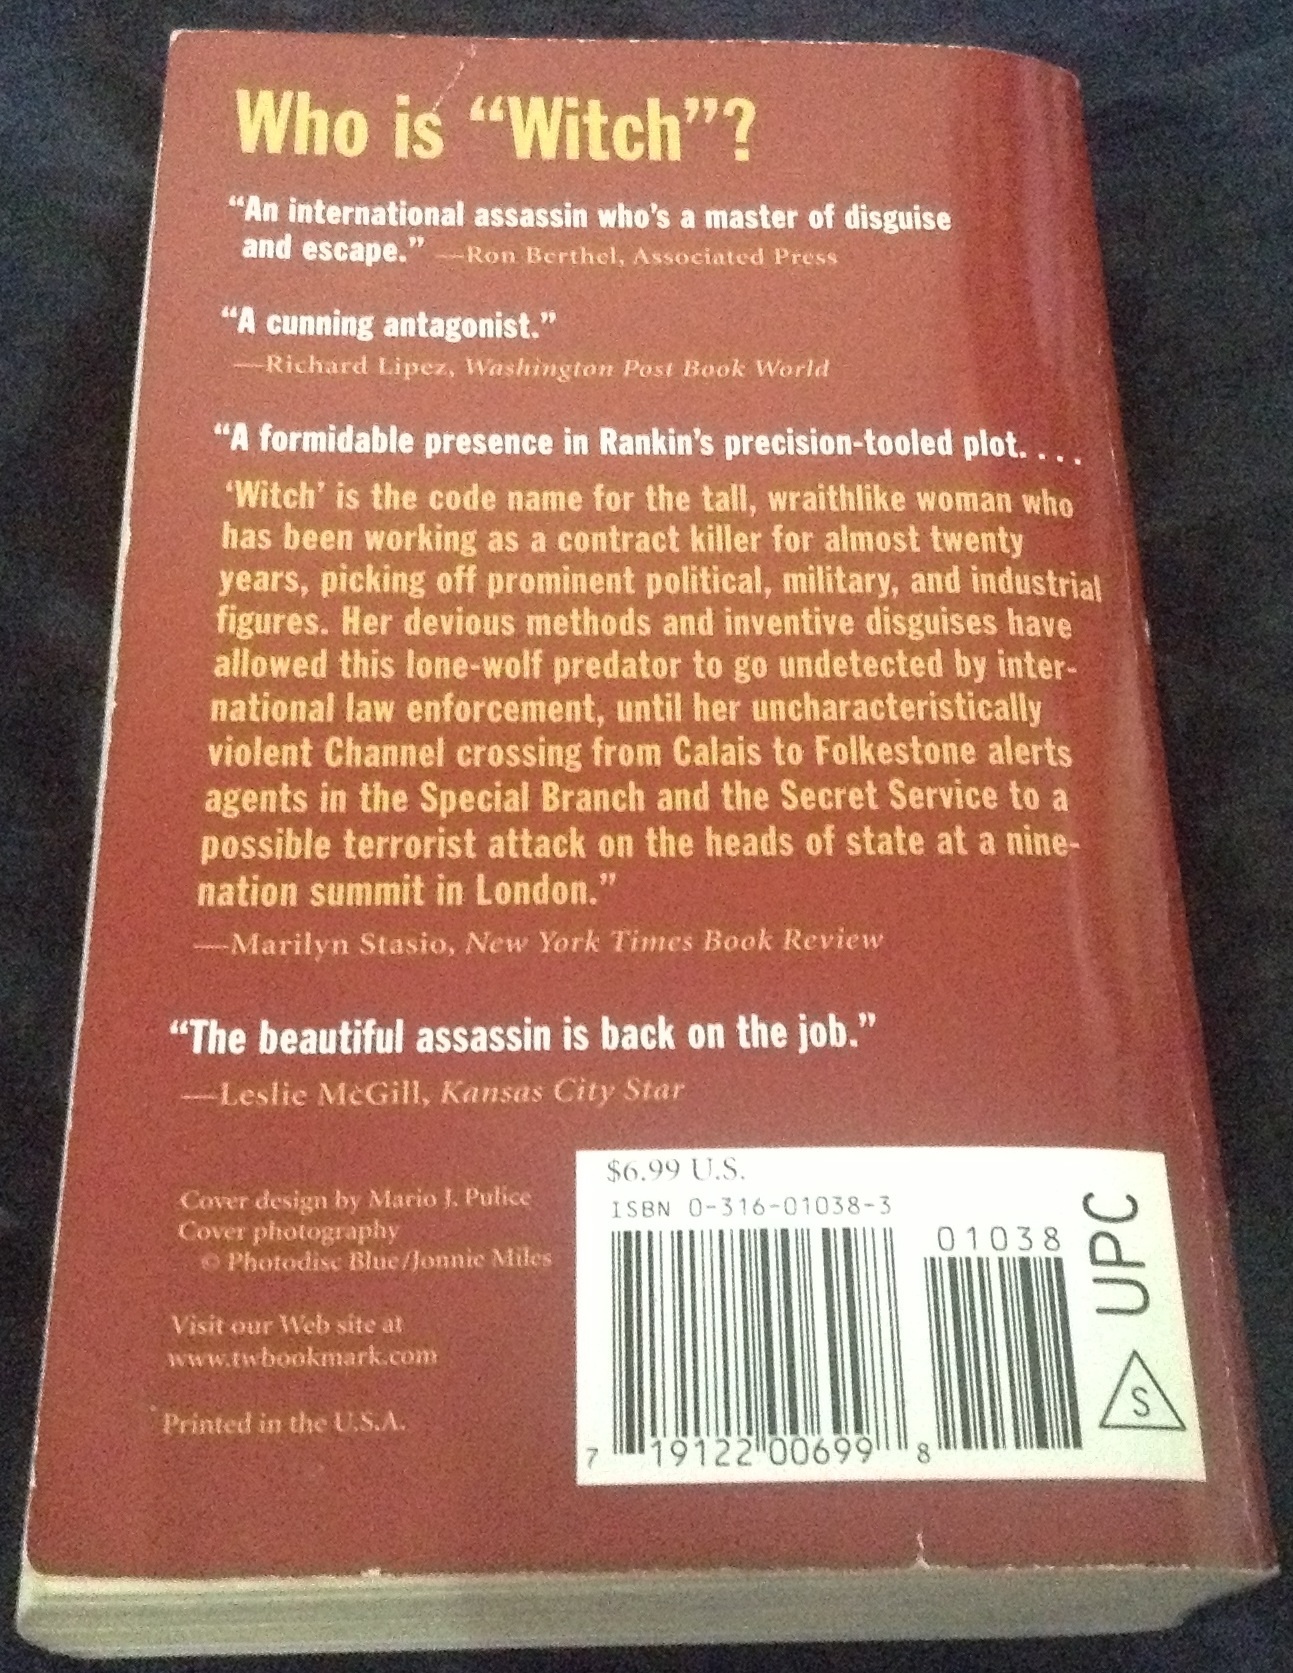 Who is “Witch”?
“An international assassin who’s a master of disguise
and escape.” —Ron Berthel, Associated Press
“A cunning antagonist.”
—Richard Lipez, Washington Post Book World
“A formidable presence in Rankin’s precision-tooled plot. . . .
‘Witch’ is the code name for the tall, wraithlike woman who
has been working as a contract killer for almost twenty
years, picking off prominent political, military, and industrial
figures. Her devious methods and inventive disguises have
allowed this lone-wolf predator to go undetected by inter-
national law enforcement, until her uncharacteristically
violent Channel crossing from Calais to Folkestone alerts
agents in the Special Branch and the Secret Service to a
possible terrorist attack on the heads of state at a nine-
nation summit in London.”
—Marilyn Stasio, New York Times Book Review
“The beautiful assassin is back on the job.”
—Leslie McGill, Kansas City Star
Cover design by Mario J. Pulice
Cover photography
© Photodisc Blue/Jonnie Miles
Visit our Web site at
www.twbookmark.com
Printed in the U.S.A.
$6.99 U.S.
ISBN 0-316-01038-3
01038
7 19122 00699 8
UPC
S